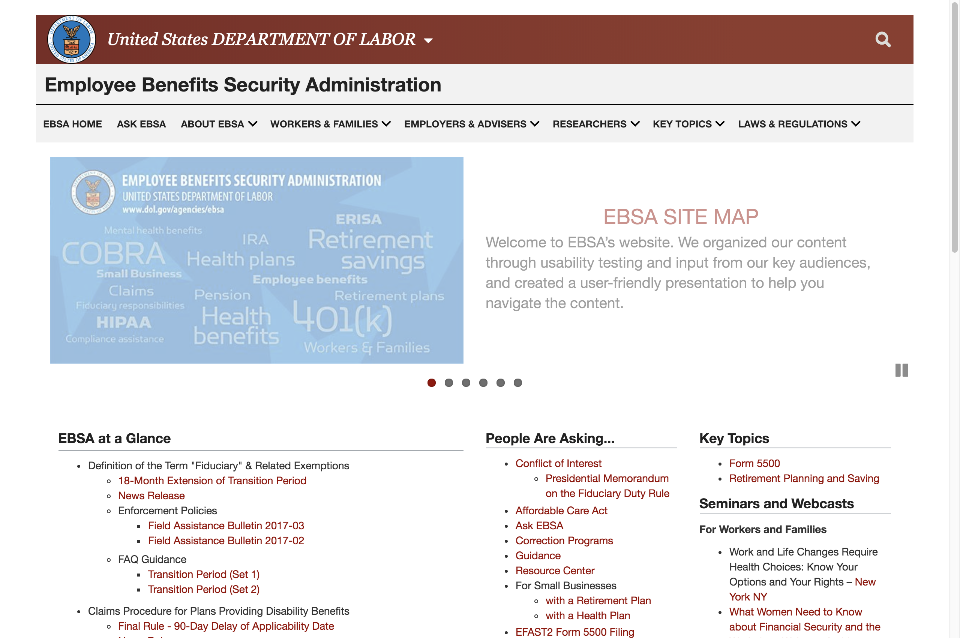 United States DEPARTMENT OF LABOR
Employee Benefits Security Administration
EBSA HOME ASK EBSA ABOUT EBSA WORKERS & FAMILIES EMPLOYERS & ADVISERS RESEARCHERS KEY TOPICS LAWS & REGULATIONS
EMPLOYEE BENEFITS SECURITY ADMINISTRATION
UNITED STATES DEPARTMENT OF LABOR
www.dol.gov/agencies/ebsa
ERISA
Mental health benefits
IRA
Retirement
COBRA
Health plans
savings
Small Business
Employee benefits
Claims
Pension
Retirement plans
Fiduciary responsibilities
Health
401(k)
HIPAA
benefits
Compliance assistance
Workers & Families
EBSA SITE MAP
Welcome to EBSA's website. We organized our content
through usability testing and input from our key audiences,
and created a user-friendly presentation to help you
navigate the content.
EBSA at a Glance
Definition of the Term "Fiduciary" & Related Exemptions
18-Month Extension of Transition Period
News Release
Enforcement Policies
Field Assistance Bulletin 2017-03
Field Assistance Bulletin 2017-02
FAQ Guidance
Transition Period (Set 1)
Transition Period (Set 2)
Claims Procedure for Plans Providing Disability Benefits
Final Rule - 90-Day Delay of Applicability Date
People Are Asking...
Conflict of Interest
Presidential Memorandum
on the Fiduciary Duty Rule
Affordable Care Act
Ask EBSA
Correction Programs
Guidance
Resource Center
For Small Businesses
with a Retirement Plan
with a Health Plan
EFAST2 Form 5500 Filing
Key Topics
Form 5500
Retirement Planning and Saving
Seminars and Webcasts
For Workers and Families
Work and Life Changes Require
Health Choices: Know Your
Options and Your Rights – New
York NY
What Women Need to Know
about Financial Security and the